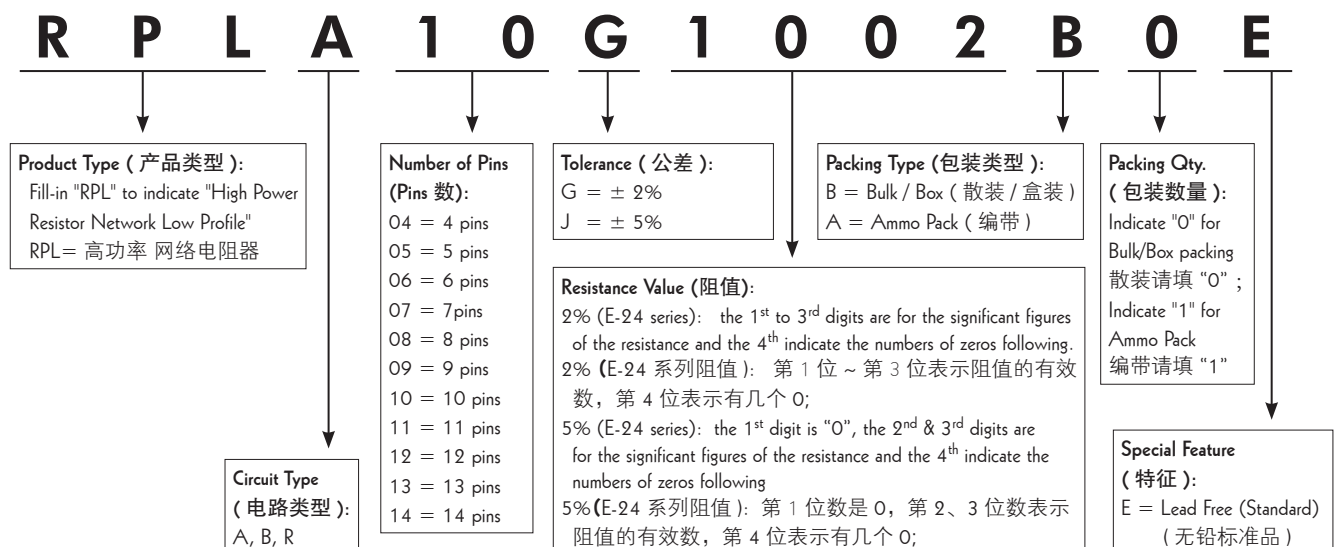 R P L A 1 0 G 1 0 0 2 B 0 E
Product Type ( 产品类型 ):
Fill-in "RPL" to indicate "High Power
Resistor Network Low Profile"
RPL= 高功率 网络电阻器
Circuit Type
( 电路类型 ):
A, B, R
Number of Pins
(Pins 数):
04 = 4 pins
05 = 5 pins
06 = 6 pins
07 = 7pins
08 = 8 pins
09 = 9 pins
10 = 10 pins
11 = 11 pins
12 = 12 pins
13 = 13 pins
14 = 14 pins
Tolerance ( 公差 ):
G = ± 2%
J = ± 5%
Resistance Value (阻值):
2% (E-24 series): the 1st to 3rd digits are for the significant figures
of the resistance and the 4th indicate the numbers of zeros following.
2% (E-24 系列阻值 ): 第 1 位 ~ 第 3 位表示阻值的有效
数，第 4 位表示有几个 0;
5% (E-24 series): the 1st digit is “0”, the 2nd & 3rd digits are
for the significant figures of the resistance and the 4th indicate the
numbers of zeros following
5%(E-24 系列阻值 ): 第 1 位数是 0，第 2、3 位数表示
阻值的有效数，第 4 位表示有几个 0;
Packing Type (包装类型):
B = Bulk / Box ( 散装 / 盒装 )
A = Ammo Pack ( 编带 )
Packing Qty.
( 包装数量 ):
Indicate "0" for
Bulk/Box packing
散装请填 “0” ;
Indicate "1" for
Ammo Pack
编带请填 “1”
Special Feature
( 特征 ):
E = Lead Free (Standard)
( 无铅标准品 )